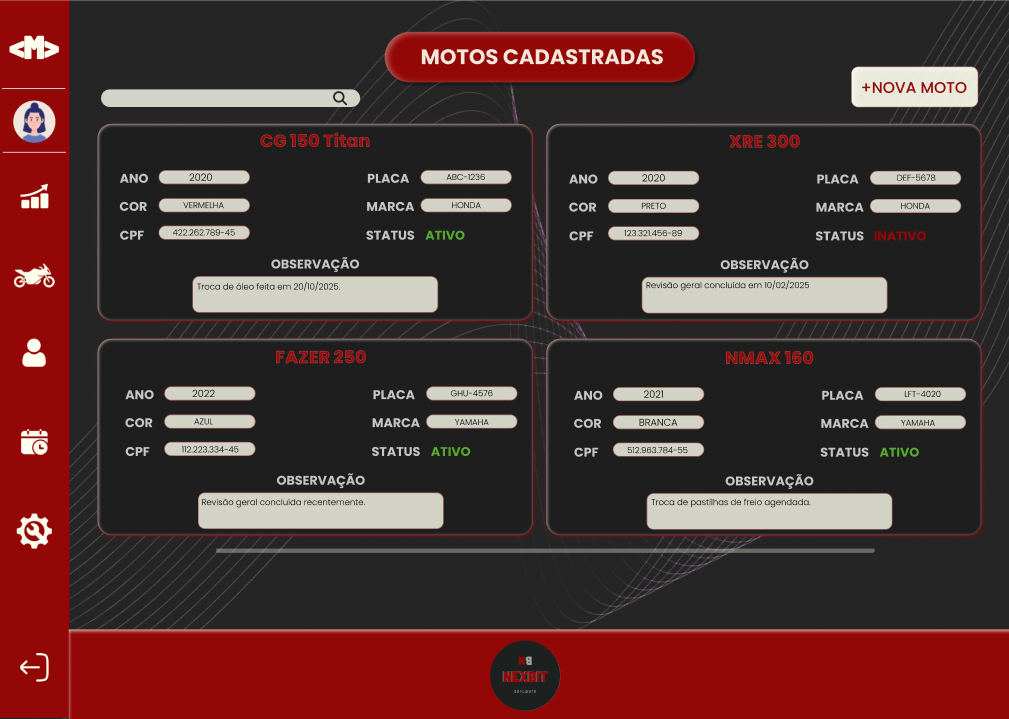 <M>
MOTOS CADASTRADAS
+NOVA MOTO
CG 150 Titan
ANO 2020 PLACA ABC-1236
COR VERMELHA MARCA HONDA
CPF 422.262.789-45 STATUS ATIVO
OBSERVAÇÃO
Troca de óleo feita em 20/10/2025.
XRE 300
ANO 2020 PLACA DEF-5678
COR PRETO MARCA HONDA
CPF 123.321.456-89 STATUS INATIVO
OBSERVAÇÃO
Revisão geral concluída em 10/02/2025
FAZER 250
ANO 2022 PLACA GHU-4576
COR AZUL MARCA YAMAHA
CPF 112.223.334-45 STATUS ATIVO
OBSERVAÇÃO
Revisão geral concluída recentemente.
NMAX 160
ANO 2021 PLACA LFT-4020
COR BRANCA MARCA YAMAHA
CPF 512.963.784-55 STATUS ATIVO
OBSERVAÇÃO
Troca de pastilhas de freio agendada.
NB
NEXBIT
SOFTWARE